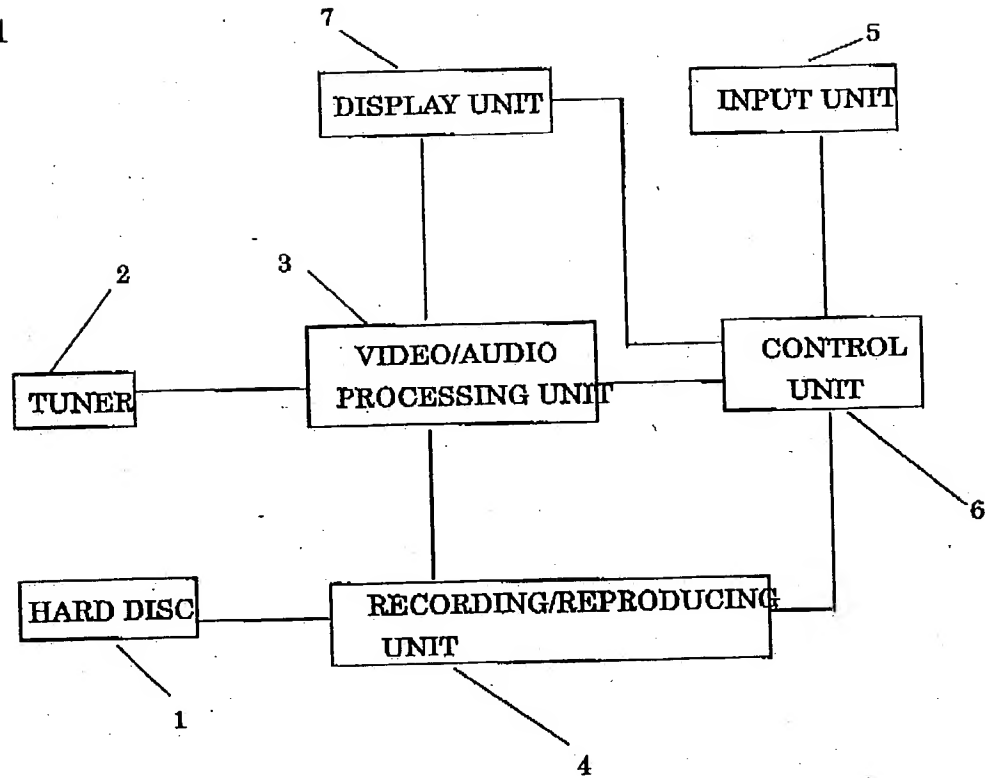 1
7
5
DISPLAY UNIT
INPUT UNIT
2
3
VIDEO/AUDIO
PROCESSING UNIT
CONTROL
UNIT
TUNER
6
HARD DISC
RECORDING/REPRODUCING
UNIT
1
4